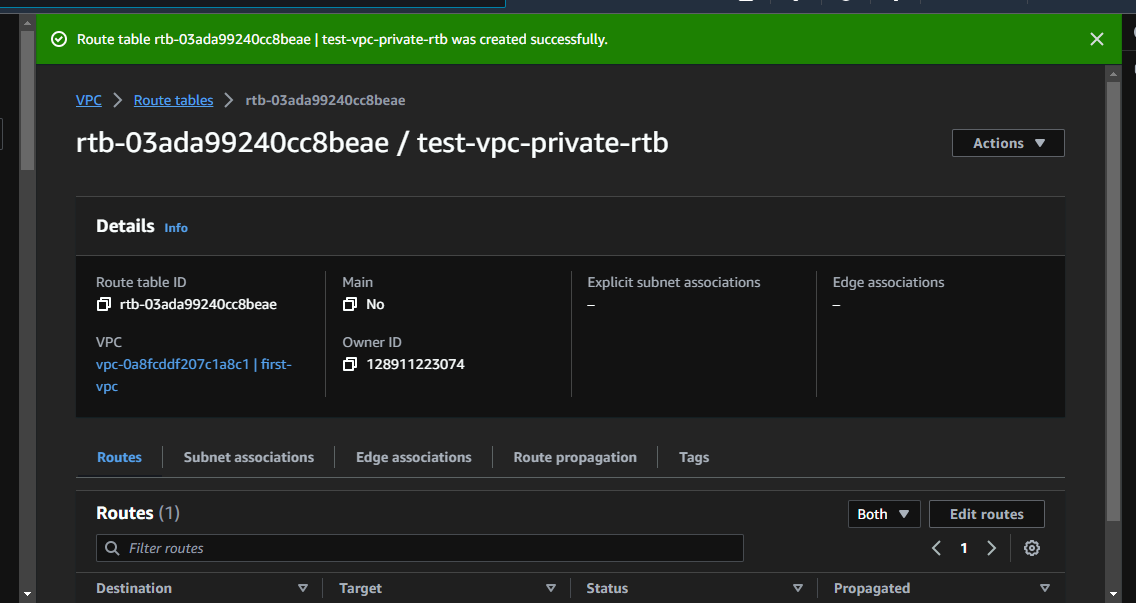 Route table rtb-03ada99240cc8beae | test-vpc-private-rtb was created successfully.
VPC > Route tables > rtb-03ada99240cc8beae
rtb-03ada99240cc8beae / test-vpc-private-rtb
Actions
Details Info
Route table ID
rtb-03ada99240cc8beae
Main
No
Explicit subnet associations
–
Edge associations
–
VPC
vpc-0a8fcddf207c1a8c1 | first-
vpc
Owner ID
128911223074
Routes
Subnet associations
Edge associations
Route propagation
Tags
Routes (1)
Both
Edit routes
Filter routes
1
Destination
Target
Status
Propagated